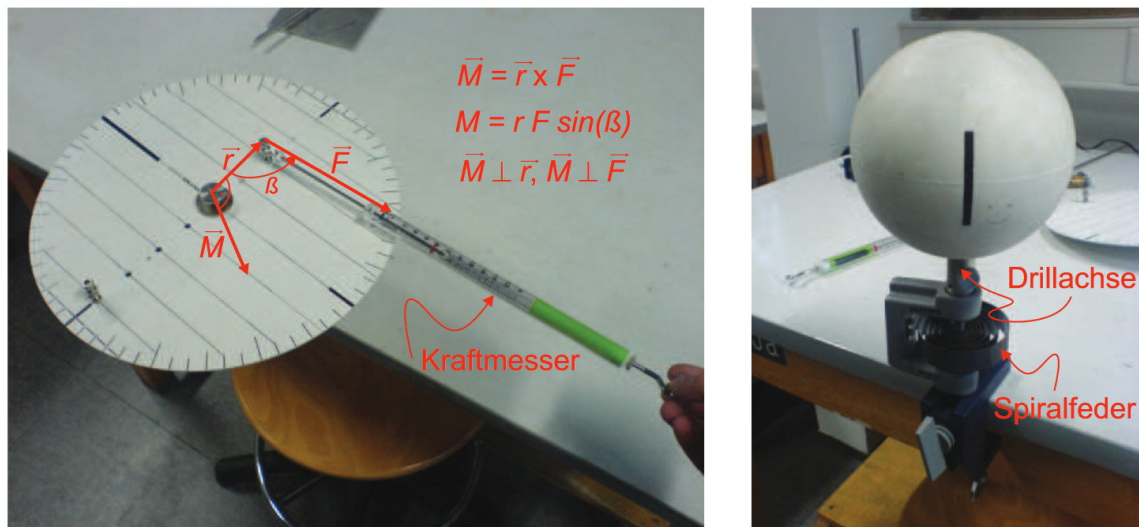 M⃗ = r⃗ x F⃗
M = r F sin(ß)
M⃗ ⊥ r⃗, M⃗ ⊥ F⃗
r⃗
F⃗
ß
M⃗
Kraftmesser
Drillachse
Spiralfeder